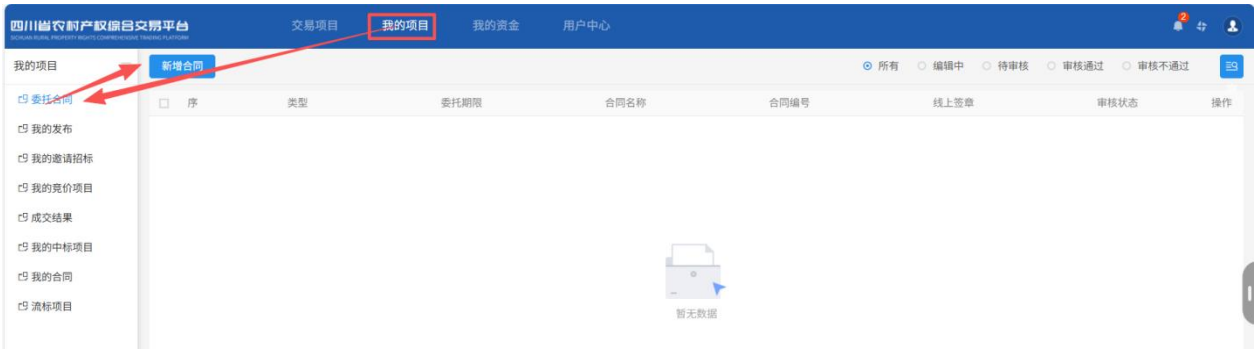 四川省农村产权综合交易平台 交易项目 我的项目 我的资金 用户中心 2
SICHUAN RURAL PROPERTY RIGHTS COMPREHENSIVE TRADING PLATFORM
我的项目 新增合同 所有 编辑中 待审核 审核通过 审核不通过
委托合同 序 类型 委托期限 合同名称 合同编号 线上签章 审核状态 操作
我的发布
我的邀请招标
我的竞价项目
成交结果
我的中标项目
我的合同
流标项目
暂无数据